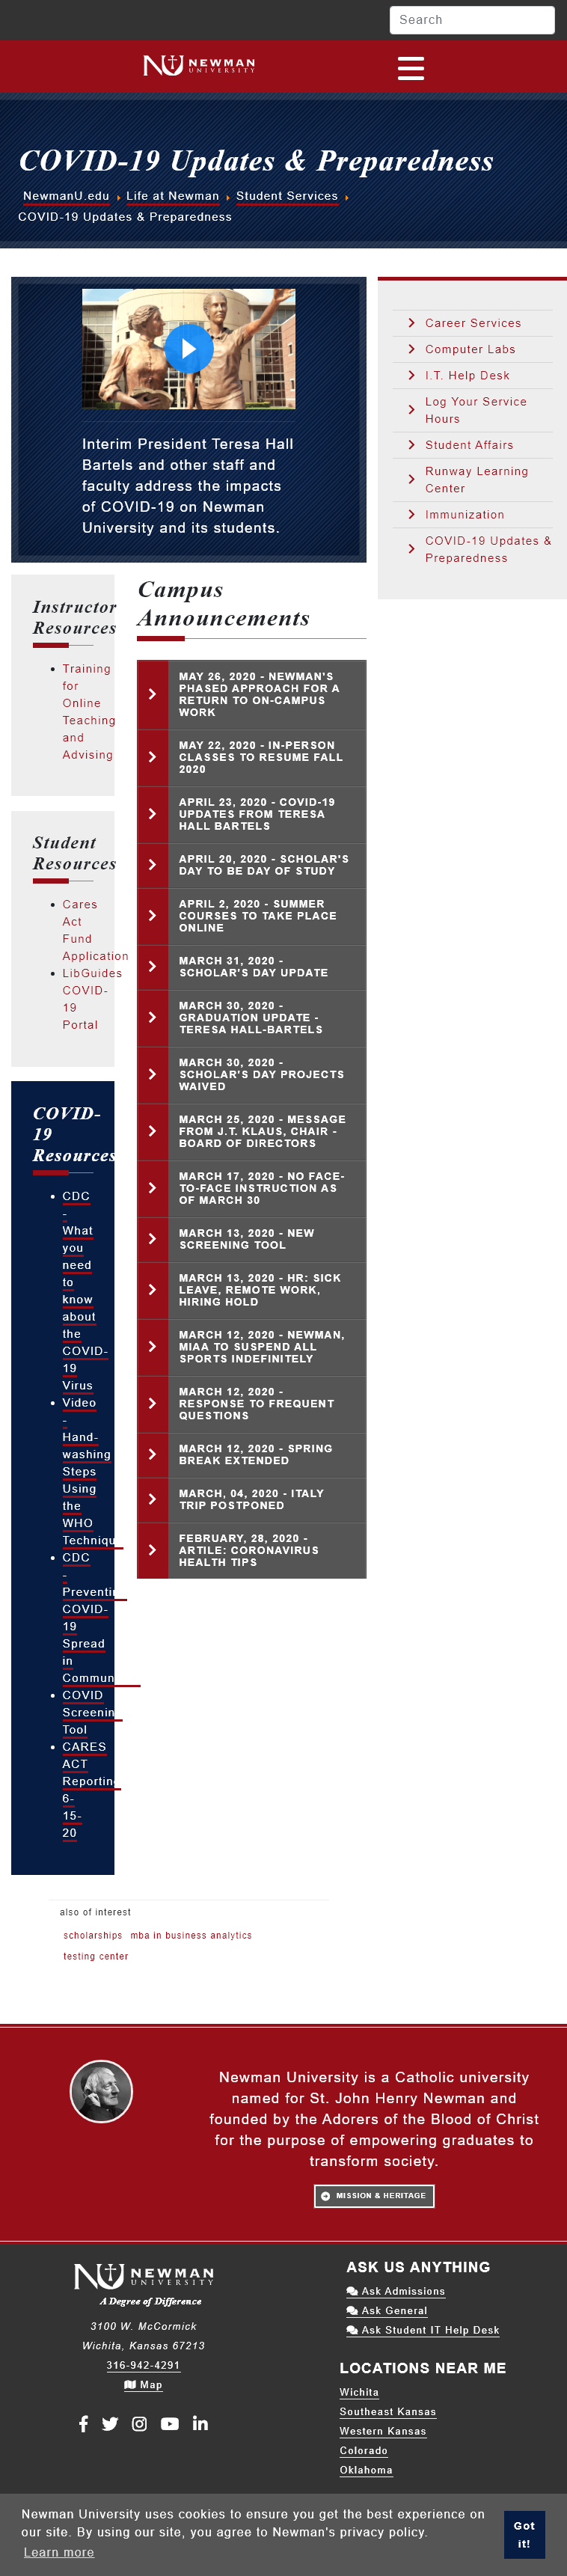 Search
NEWMAN
UNIVERSITY
COVID-19 Updates & Preparedness
NewmanU.edu Life at Newman Student Services
COVID-19 Updates & Preparedness
Interim President Teresa Hall
Bartels and other staff and
faculty address the impacts
of COVID-19 on Newman
University and its students.
Career Services
Computer Labs
I.T. Help Desk
Log Your Service
Hours
Student Affairs
Runway Learning
Center
Immunization
COVID-19 Updates &
Preparedness
Instructor
Resources
Training
for
Online
Teaching
and
Advising
Student
Resources
Cares
Act
Fund
Application
LibGuides
COVID-
19
Portal
COVID-
19
Resources
CDC
-
What
you
need
to
know
about
the
COVID-
19
Virus
Video
-
Hand-
washing
Steps
Using
the
WHO
Techniqu
CDC
-
Preventin
COVID-
19
Spread
in
Commun
COVID
Screenin
Tool
CARES
ACT
Reportin
6-
15-
20
Campus
Announcements
MAY 26, 2020 - NEWMAN'S
PHASED APPROACH FOR A
RETURN TO ON-CAMPUS
WORK
MAY 22, 2020 - IN-PERSON
CLASSES TO RESUME FALL
2020
APRIL 23, 2020 - COVID-19
UPDATES FROM TERESA
HALL BARTELS
APRIL 20, 2020 - SCHOLAR'S
DAY TO BE DAY OF STUDY
APRIL 2, 2020 - SUMMER
COURSES TO TAKE PLACE
ONLINE
MARCH 31, 2020 -
SCHOLAR'S DAY UPDATE
MARCH 30, 2020 -
GRADUATION UPDATE -
TERESA HALL-BARTELS
MARCH 30, 2020 -
SCHOLAR'S DAY PROJECTS
WAIVED
MARCH 25, 2020 - MESSAGE
FROM J.T. KLAUS, CHAIR -
BOARD OF DIRECTORS
MARCH 17, 2020 - NO FACE-
TO-FACE INSTRUCTION AS
OF MARCH 30
MARCH 13, 2020 - NEW
SCREENING TOOL
MARCH 13, 2020 - HR: SICK
LEAVE, REMOTE WORK,
HIRING HOLD
MARCH 12, 2020 - NEWMAN,
MIAA TO SUSPEND ALL
SPORTS INDEFINITELY
MARCH 12, 2020 -
RESPONSE TO FREQUENT
QUESTIONS
MARCH 12, 2020 - SPRING
BREAK EXTENDED
MARCH, 04, 2020 - ITALY
TRIP POSTPONED
FEBRUARY, 28, 2020 -
ARTILE: CORONAVIRUS
HEALTH TIPS
also of interest
scholarships mba in business analytics
testing center
Newman University is a Catholic university
named for St. John Henry Newman and
founded by the Adorers of the Blood of Christ
for the purpose of empowering graduates to
transform society.
MISSION & HERITAGE
NEWMAN
UNIVERSITY
A Degree of Difference
3100 W. McCormick
Wichita, Kansas 67213
316-942-4291
Map
ASK US ANYTHING
Ask Admissions
Ask General
Ask Student IT Help Desk
LOCATIONS NEAR ME
Wichita
Southeast Kansas
Western Kansas
Colorado
Oklahoma
Newman University uses cookies to ensure you get the best experience on
our site. By using our site, you agree to Newman's privacy policy.
Learn more
Got
it!